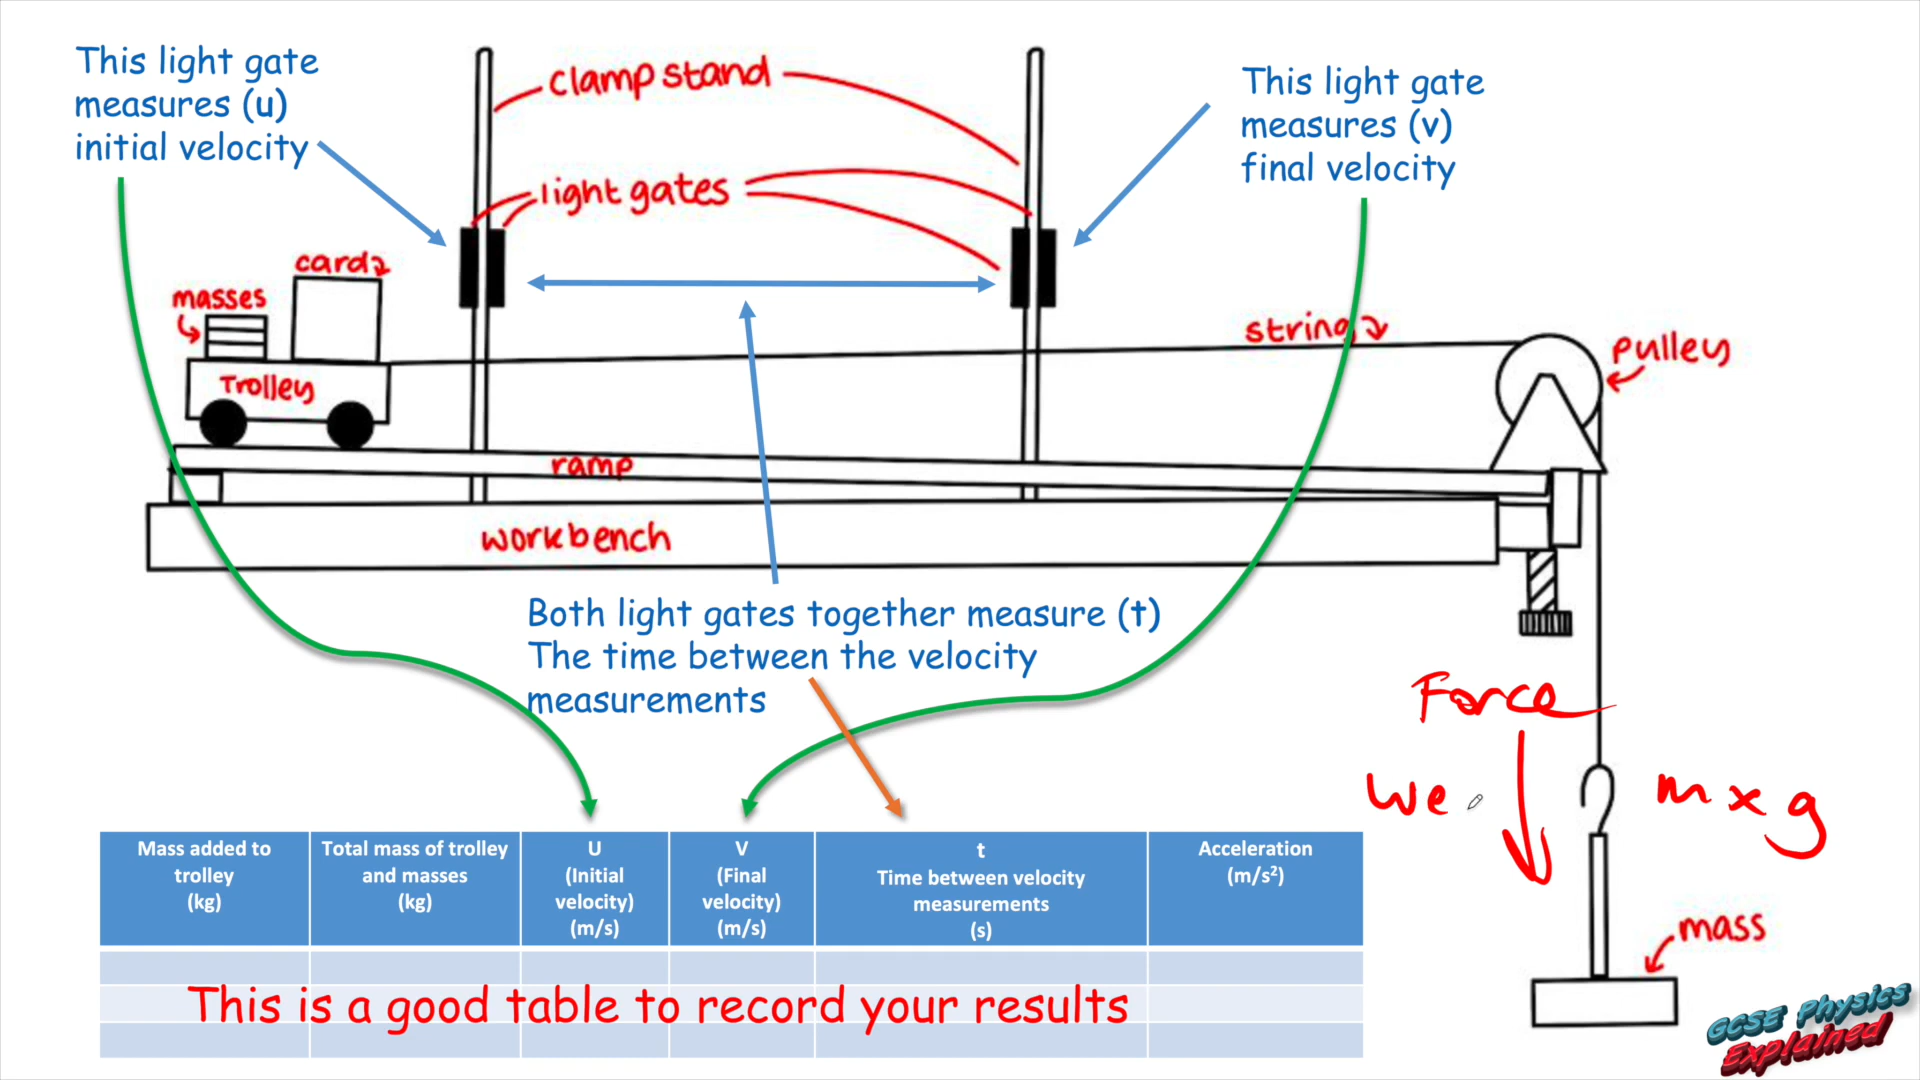 This light gate
measures (u)
initial velocity
clamp stand
This light gate
measures (v)
final velocity
light gates
card
masses
string
pulley
Trolley
ramp
workbench
Both light gates together measure (t)
The time between the velocity
measurements
Force
we
m x g
mass
Mass added to
trolley
(kg)
Total mass of trolley
and masses
(kg)
U
(Initial
velocity)
(m/s)
V
(Final
velocity)
(m/s)
t
Time between velocity
measurements
(s)
Acceleration
(m/s²)
This is a good table to record your results
GCSE Physics
Explained